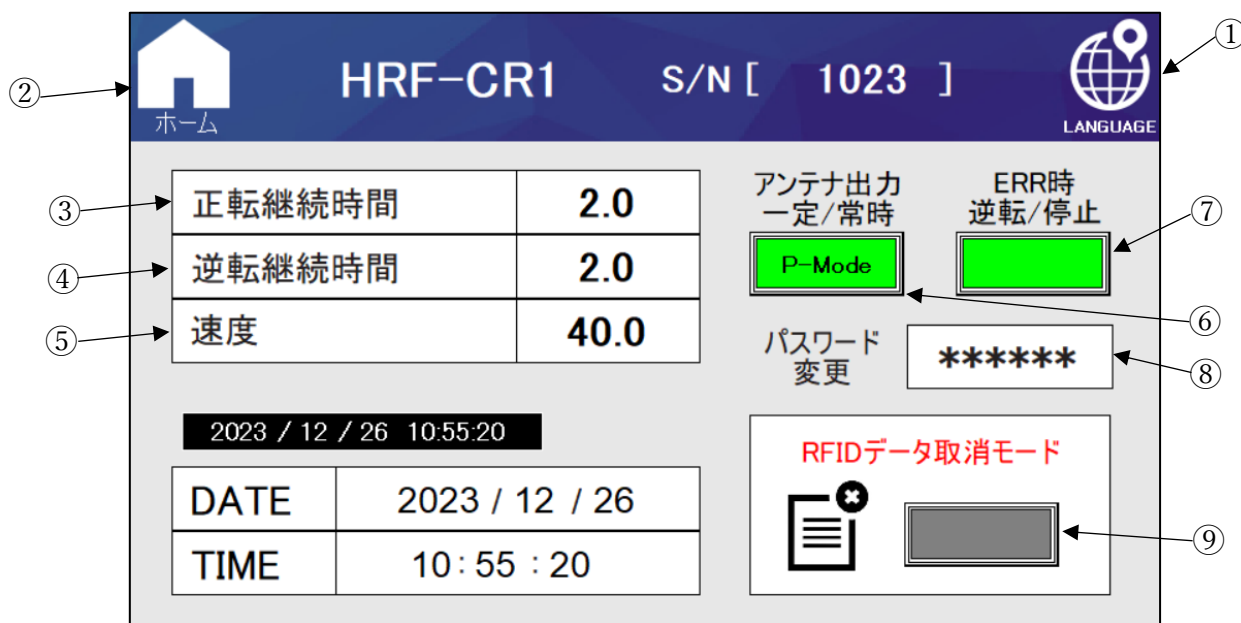 ①
②
ホーム
HRF-CR1
S/N [ 1023 ]
LANGUAGE
③
正転継続時間 2.0
④
逆転継続時間 2.0
⑤
速度 40.0
アンテナ出力
一定/常時
P-Mode
⑥
ERR時
逆転/停止
⑦
パスワード
変更
******
⑧
2023 / 12 / 26 10:55:20
DATE 2023 / 12 / 26
TIME 10 : 55 : 20
RFIDデータ取消モード
⑨